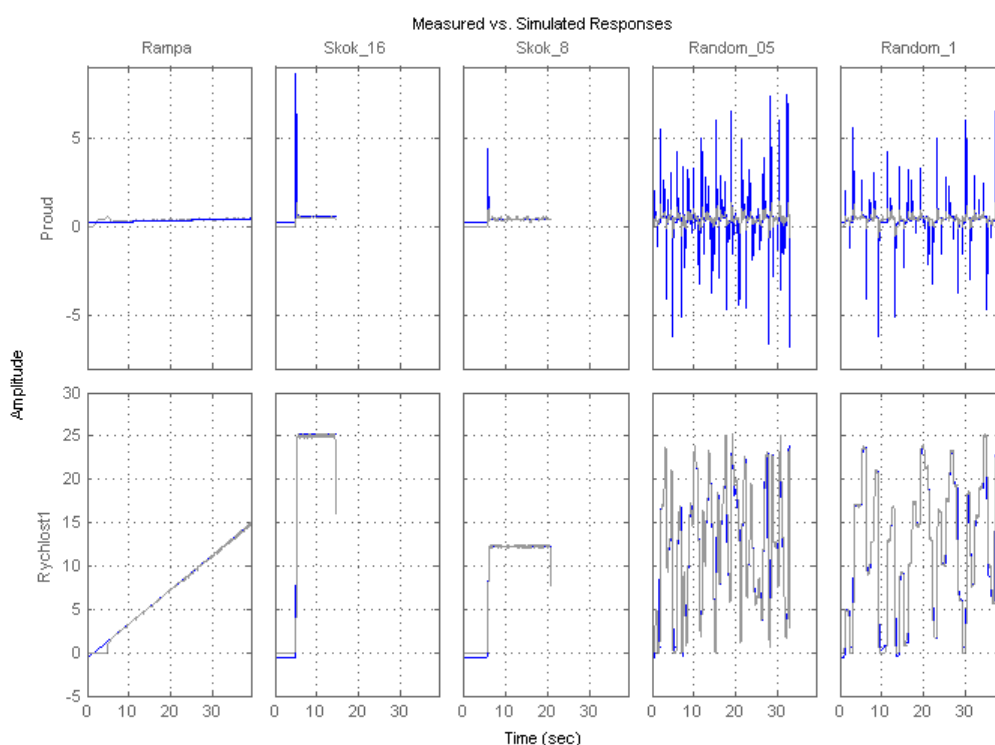 Measured vs. Simulated Responses
Rampa Skok_16 Skok_8 Random_05 Random_1
Proud
5
0
-5
Amplitude
Rychlost1
30
25
20
15
10
5
0
-5
0 10 20 30 0 10 20 30 0 10 20 30 0 10 20 30 0 10 20 30
Time (sec)